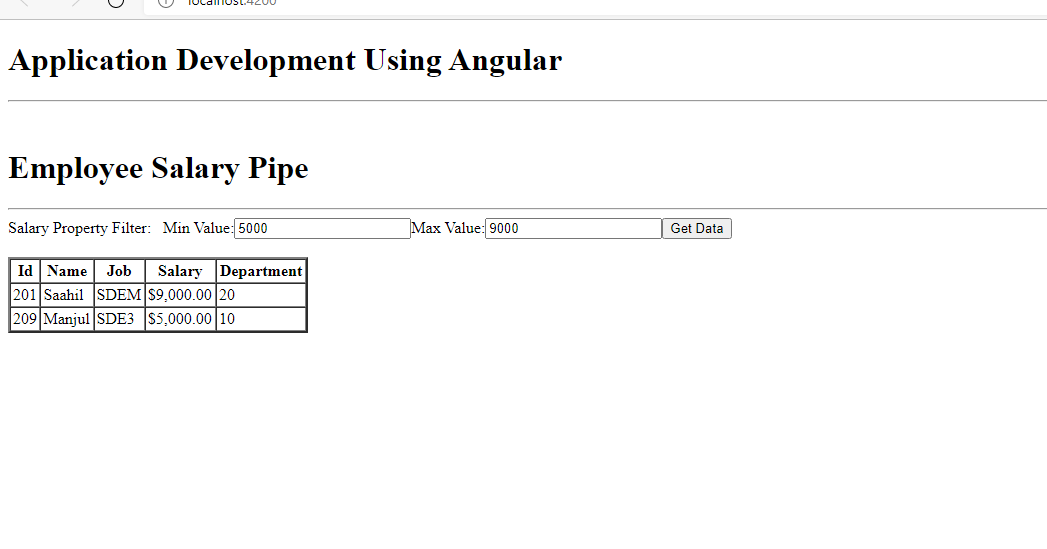 localhost:4200
Application Development Using Angular
Employee Salary Pipe
Salary Property Filter: Min Value: 5000 Max Value: 9000 Get Data
Id Name Job Salary Department
201 Saahil SDEM $9,000.00 20
209 Manjul SDE3 $5,000.00 10